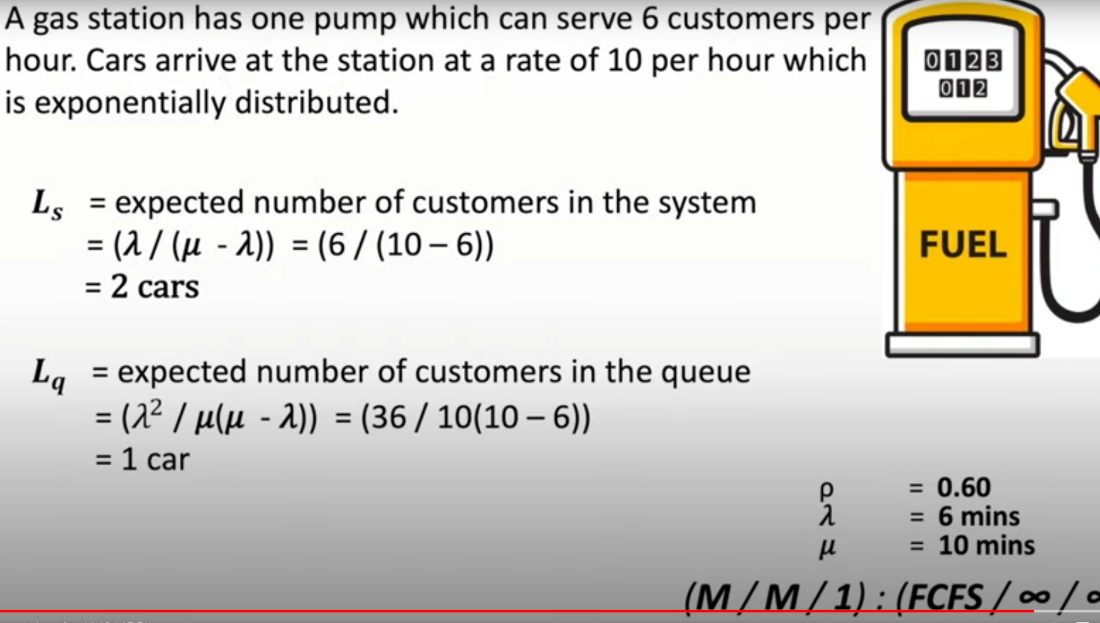 A gas station has one pump which can serve 6 customers per
hour. Cars arrive at the station at a rate of 10 per hour which
is exponentially distributed.
0123
012
FUEL
Lₛ = expected number of customers in the system
= (λ / (μ - λ)) = (6 / (10 – 6))
= 2 cars
L_q = expected number of customers in the queue
= (λ² / μ(μ - λ)) = (36 / 10(10 – 6))
= 1 car
ρ = 0.60
λ = 6 mins
μ = 10 mins
(M / M / 1) : (FCFS / ∞ /